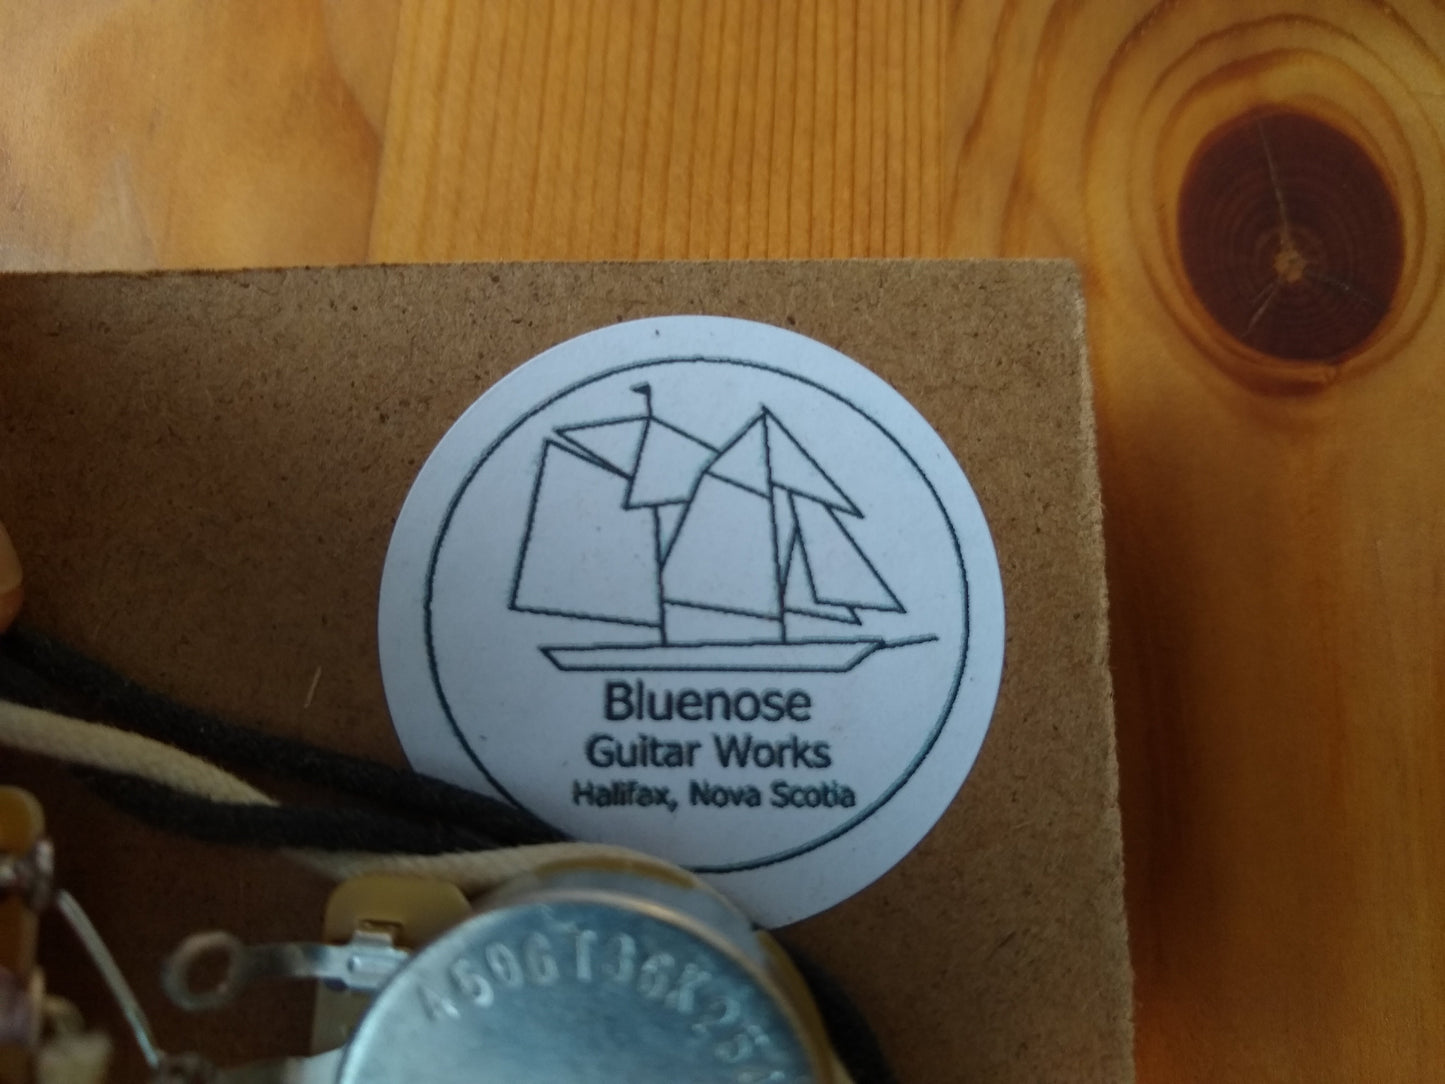 Bluenose
Guitar Works
Halifax, Nova Scotia